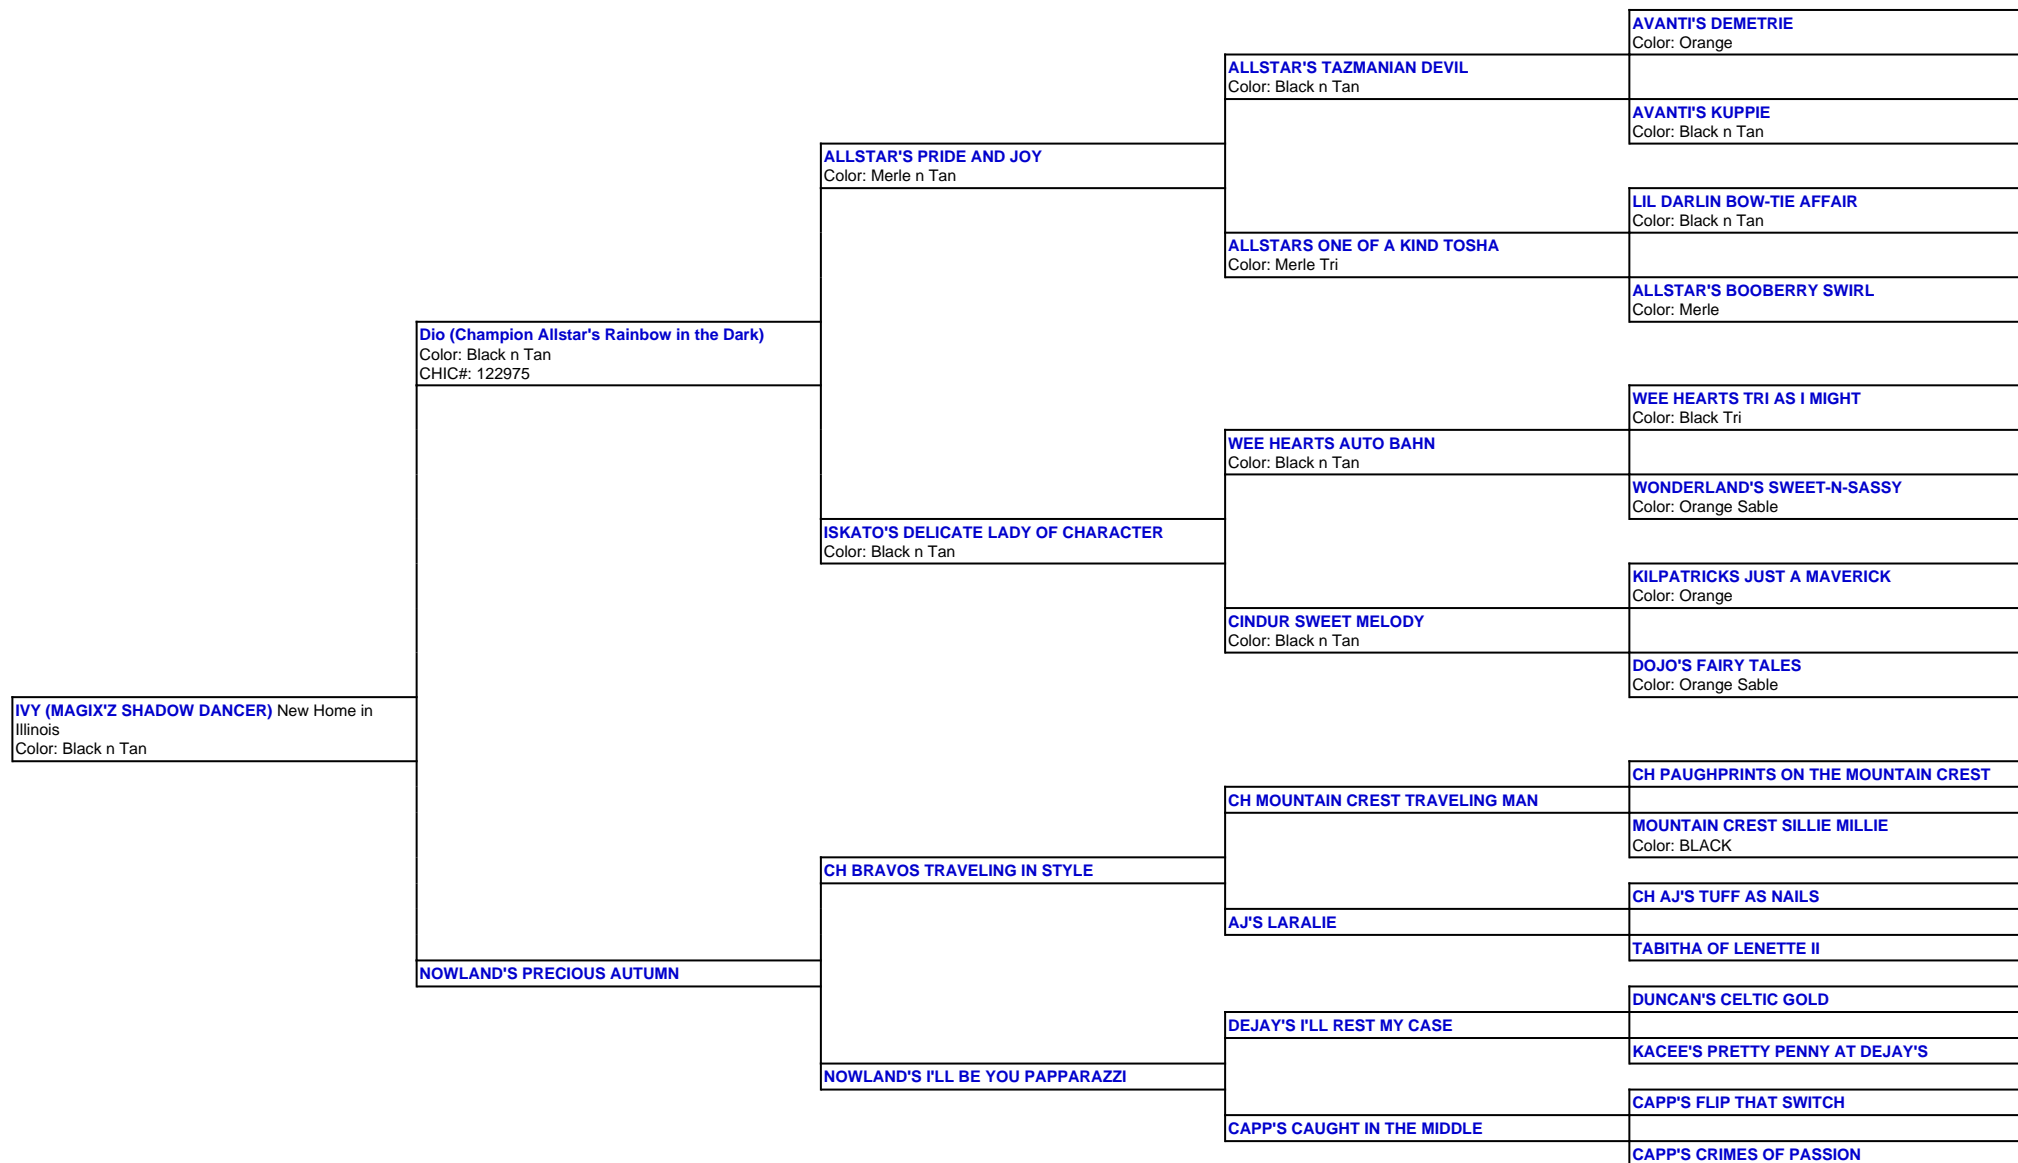 AVANTI'S DEMETRIE
Color: Orange
ALLSTAR'S TAZMANIAN DEVIL
Color: Black n Tan
AVANTI'S KUPPIE
Color: Black n Tan
ALLSTAR'S PRIDE AND JOY
Color: Merle n Tan
LIL DARLIN BOW-TIE AFFAIR
Color: Black n Tan
ALLSTARS ONE OF A KIND TOSHA
Color: Merle Tri
ALLSTAR'S BOOBERRY SWIRL
Color: Merle
Dio (Champion Allstar's Rainbow in the Dark)
Color: Black n Tan
CHIC#: 122975
WEE HEARTS TRI AS I MIGHT
Color: Black Tri
WEE HEARTS AUTO BAHN
Color: Black n Tan
WONDERLAND'S SWEET-N-SASSY
Color: Orange Sable
ISKATO'S DELICATE LADY OF CHARACTER
Color: Black n Tan
KILPATRICKS JUST A MAVERICK
Color: Orange
CINDUR SWEET MELODY
Color: Black n Tan
DOJO'S FAIRY TALES
Color: Orange Sable
IVY (MAGIX'Z SHADOW DANCER) New Home in
Illinois
Color: Black n Tan
CH PAUGHPRINTS ON THE MOUNTAIN CREST
CH MOUNTAIN CREST TRAVELING MAN
MOUNTAIN CREST SILLIE MILLIE
Color: BLACK
CH BRAVOS TRAVELING IN STYLE
CH AJ'S TUFF AS NAILS
AJ'S LARALIE
TABITHA OF LENETTE II
NOWLAND'S PRECIOUS AUTUMN
DUNCAN'S CELTIC GOLD
DEJAY'S I'LL REST MY CASE
KACEE'S PRETTY PENNY AT DEJAY'S
NOWLAND'S I'LL BE YOU PAPPARAZZI
CAPP'S FLIP THAT SWITCH
CAPP'S CAUGHT IN THE MIDDLE
CAPP'S CRIMES OF PASSION